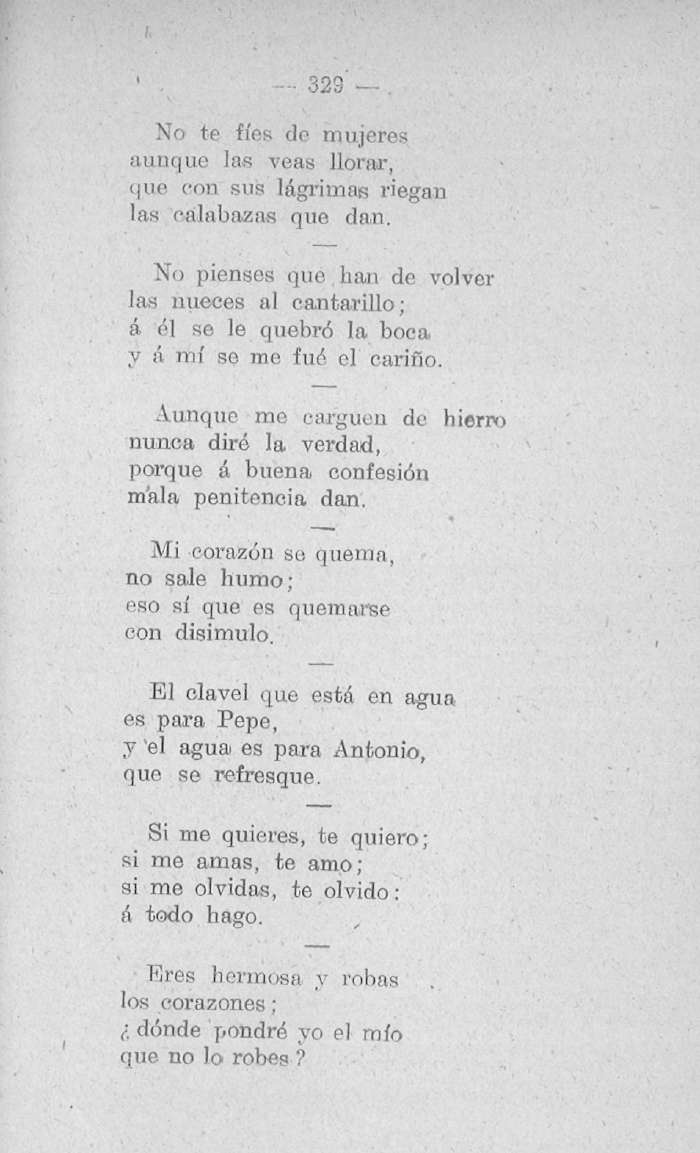 — 329 —
No te fíes de mujeres
aunque las veas llorar,
que con sus lágrimas riegan
las calabazas que dan.
—
No pienses que han de volver
las nueces al cantarillo;
á él se le quebró la boca
y á mí se me fué el cariño.
—
Aunque me carguen de hierro
nunca diré la verdad,
porque á buena confesión
mala penitencia dan.
—
Mi corazón se quema,
no sale humo;
eso sí que es quemarse
con disimulo.
—
El clavel que está en agua
es para Pepe,
y el agua es para Antonio,
que se refresque.
—
Si me quieres, te quiero;
si me amas, te amo;
si me olvidas, te olvido:
á todo hago.
—
Eres hermosa y robas
los corazones;
¿dónde pondré yo el mío
que no lo robes?